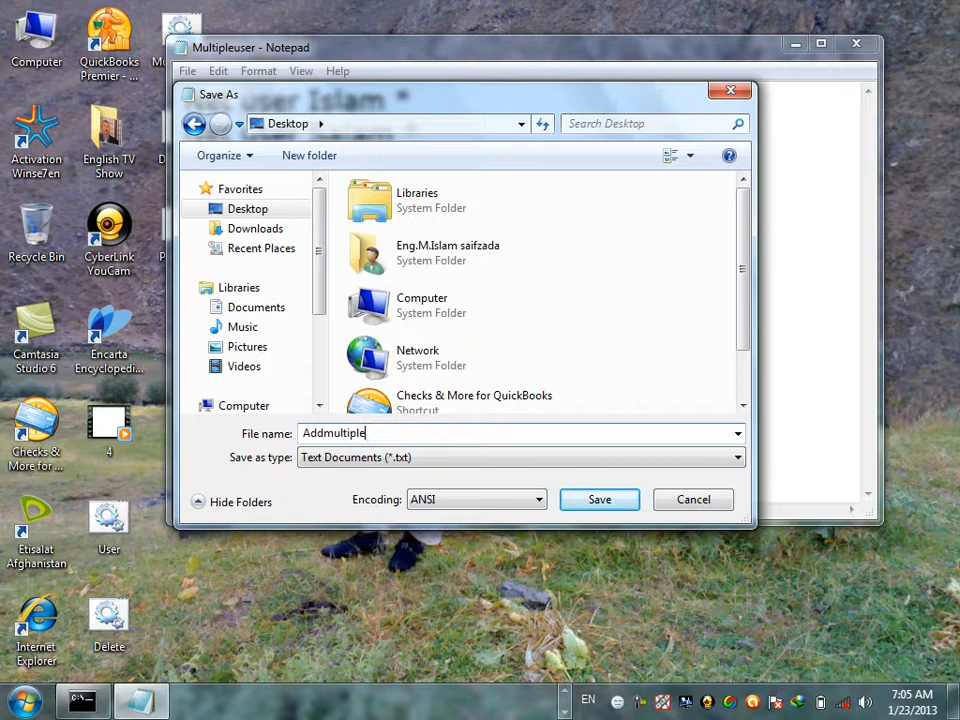 Computer
QuickBooks
Premier - ...
Mu
Activation
Winse7en
English TV
Show
D
Recycle Bin
CyberLink
YouCam
P
Camtasia
Studio 6
Encarta
Encyclopedi...
Checks &
More for ...
4
Etisalat
Afghanistan
User
Internet
Explorer
Delete
Multipleuser - Notepad
File Edit Format View Help
user Islam *
Save As
Desktop
Search Desktop
Organize
New folder
Favorites
Desktop
Downloads
Recent Places
Libraries
Documents
Music
Pictures
Videos
Computer
Libraries
System Folder
Eng.M.Islam saifzada
System Folder
Computer
System Folder
Network
System Folder
Checks & More for QuickBooks
Shortcut
File name: Addmultiple
Save as type: Text Documents (*.txt)
Hide Folders
Encoding: ANSI
Save
Cancel
EN
7:05 AM
1/23/2013